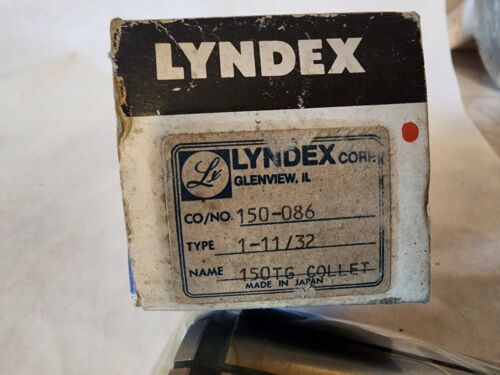 LYNDEX
Lx LYNDEX CORP.
GLENVIEW, IL
CO/NO. 150-086
TYPE 1-11/32
NAME 150TG COLLET
MADE IN JAPAN